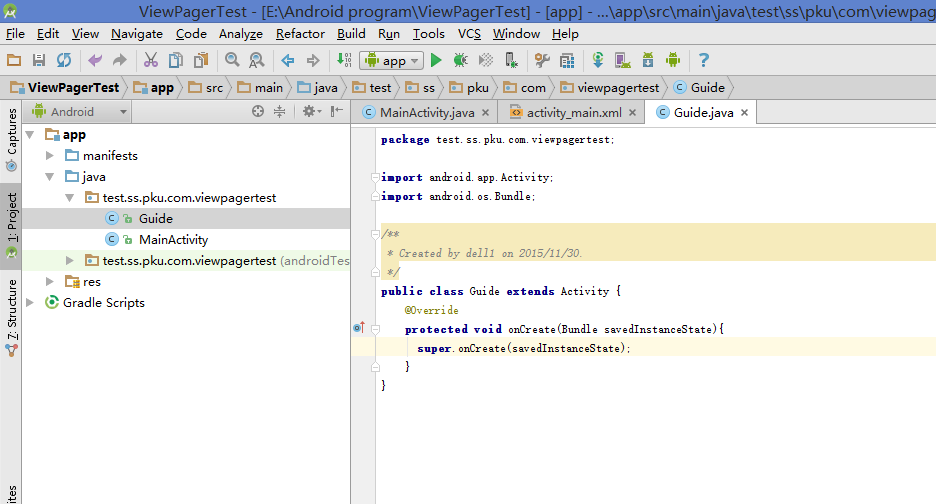 ViewPagerTest - [E:\Android program\ViewPagerTest] - [app] - ...\app\src\main\java\test\ss\pku\com\viewpag
File Edit View Navigate Code Analyze Refactor Build Run Tools VCS Window Help
app
ViewPagerTest app src main java test ss pku com viewpagertest Guide
Captures
1: Project
7: Structure
ites
Android
app
manifests
java
test.ss.pku.com.viewpagertest
Guide
MainActivity
test.ss.pku.com.viewpagertest (androidTes
res
Gradle Scripts
MainActivity.java activity_main.xml Guide.java
package test.ss.pku.com.viewpagertest;
import android.app.Activity;
import android.os.Bundle;
/**
* Created by dell1 on 2015/11/30.
*/
public class Guide extends Activity {
@Override
protected void onCreate(Bundle savedInstanceState){
super.onCreate(savedInstanceState);
}
}